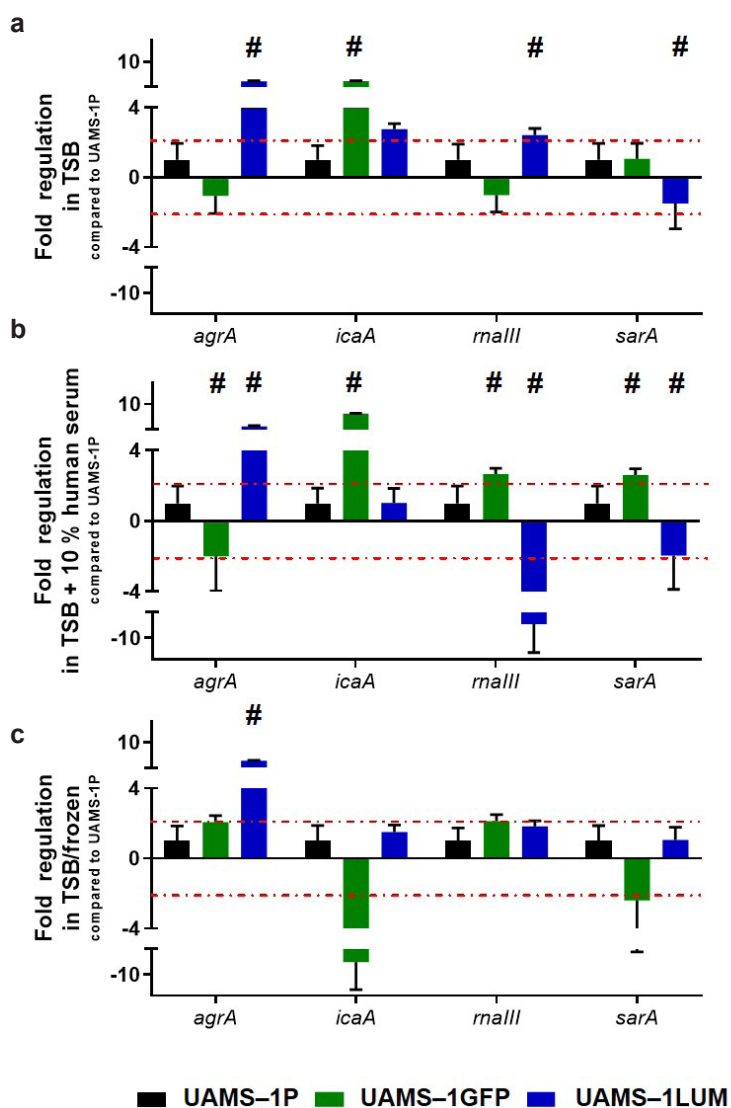 a
# # # #
10
4
0
-4
-10
Fold regulation
in TSB
compared to UAMS-1P
agrA icaA rnaIII sarA
b
# # # # # # #
10
4
0
-4
-10
Fold regulation
in TSB + 10 % human serum
compared to UAMS-1P
agrA icaA rnaIII sarA
c
#
10
4
0
-4
-10
Fold regulation
in TSB/frozen
compared to UAMS-1P
agrA icaA rnaIII sarA
UAMS–1P UAMS–1GFP UAMS–1LUM